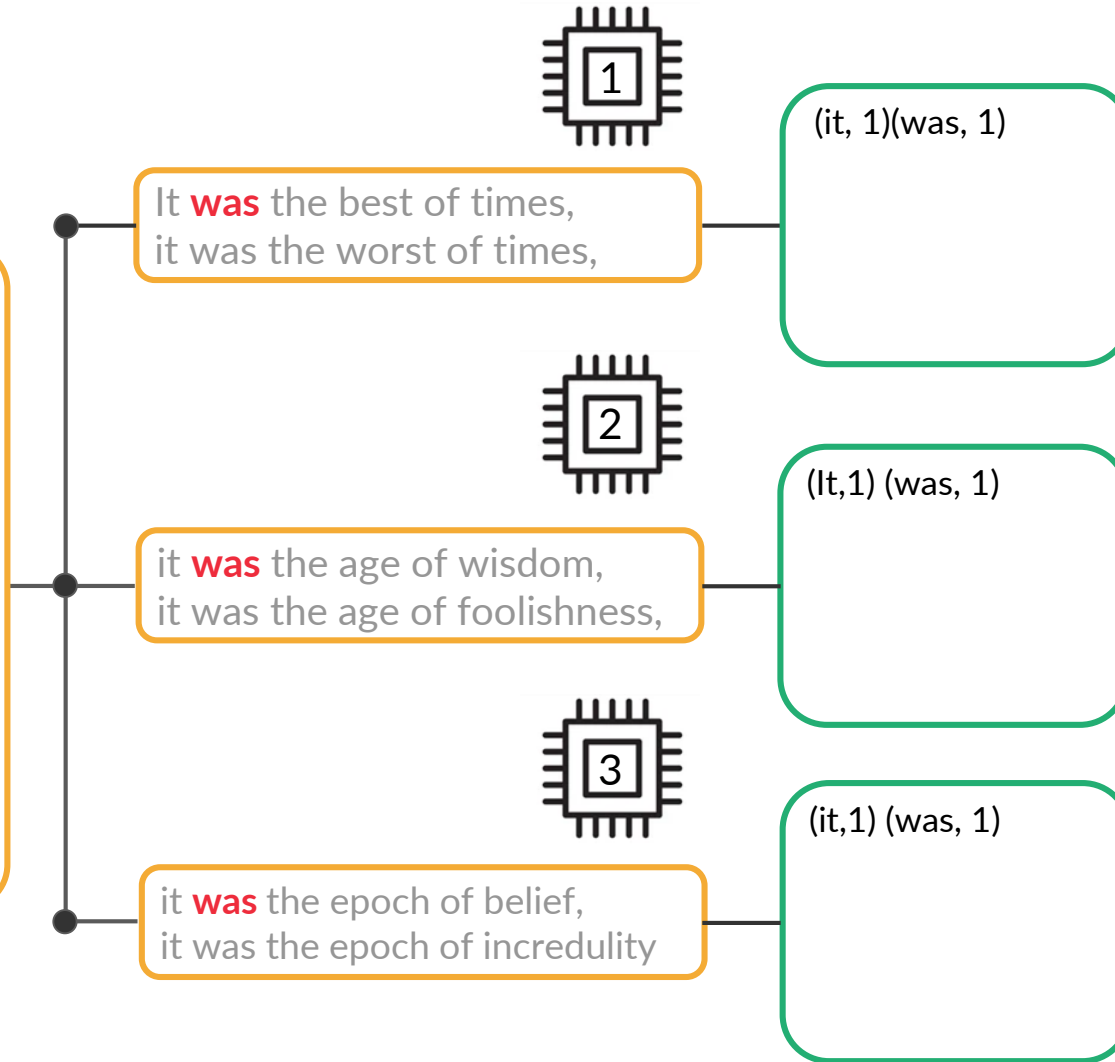 1
(it, 1)(was, 1)
It was the best of times,
it was the worst of times,
2
(It,1) (was, 1)
it was the age of wisdom,
it was the age of foolishness,
3
(it,1) (was, 1)
it was the epoch of belief,
it was the epoch of incredulity